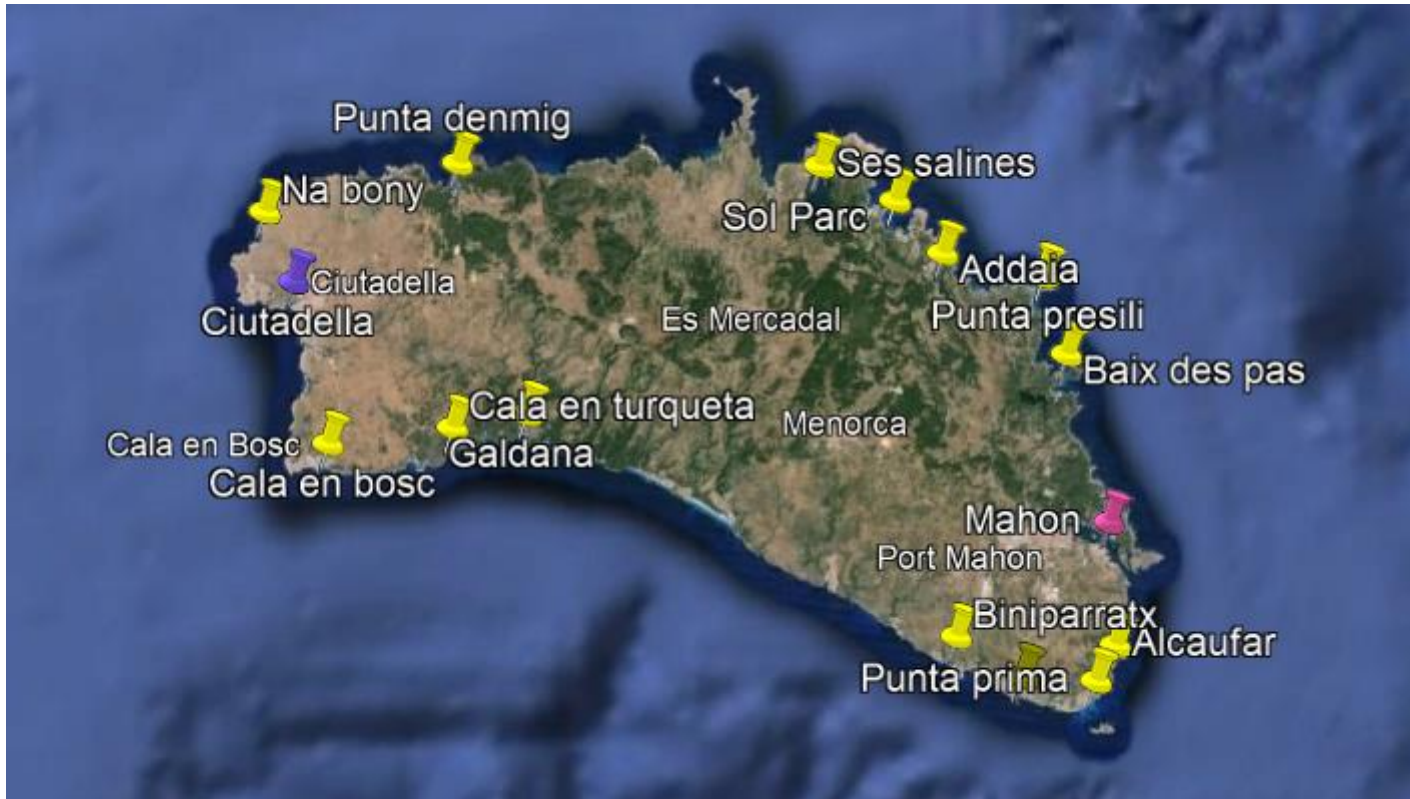 Punta denmig
Ses salines
Na bony
Sol Parc
Addaia
Ciutadella
Punta presili
Ciutadella
Es Mercadal
Baix des pas
Cala en turqueta
Menorca
Cala en Bosc
Galdana
Cala en bosc
Mahon
Port Mahon
Biniparratx
Alcaufar
Punta prima